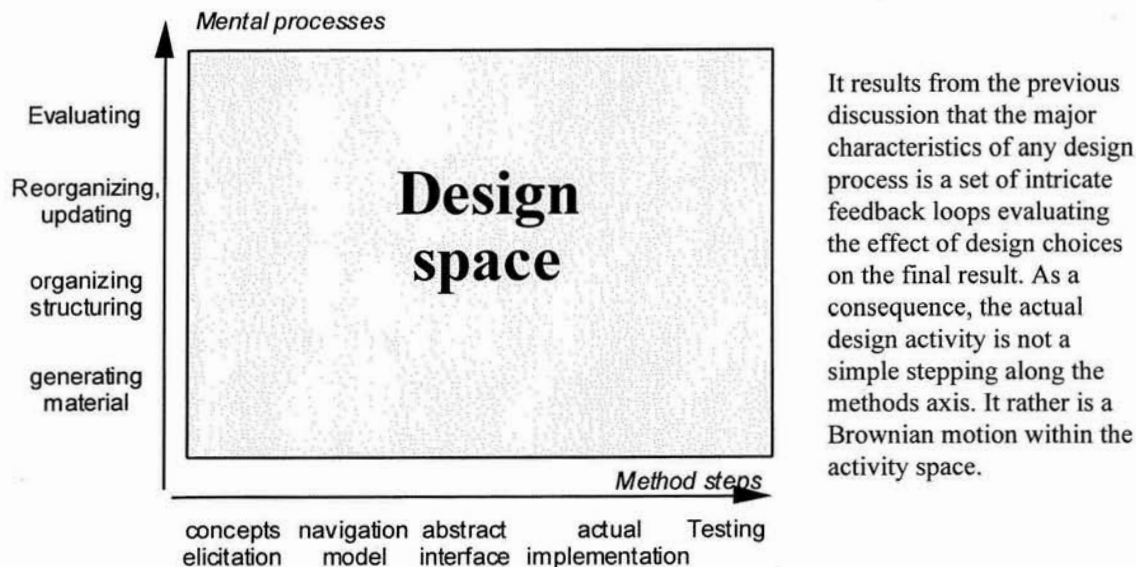 Mental processes
Evaluating
Reorganizing,
updating
organizing
structuring
generating
material
Design
space
Method steps
concepts
elicitation
navigation
model
abstract
interface
actual
implementation
Testing
It results from the previous
discussion that the major
characteristics of any design
process is a set of intricate
feedback loops evaluating
the effect of design choices
on the final result. As a
consequence, the actual
design activity is not a
simple stepping along the
methods axis. It rather is a
Brownian motion within the
activity space.